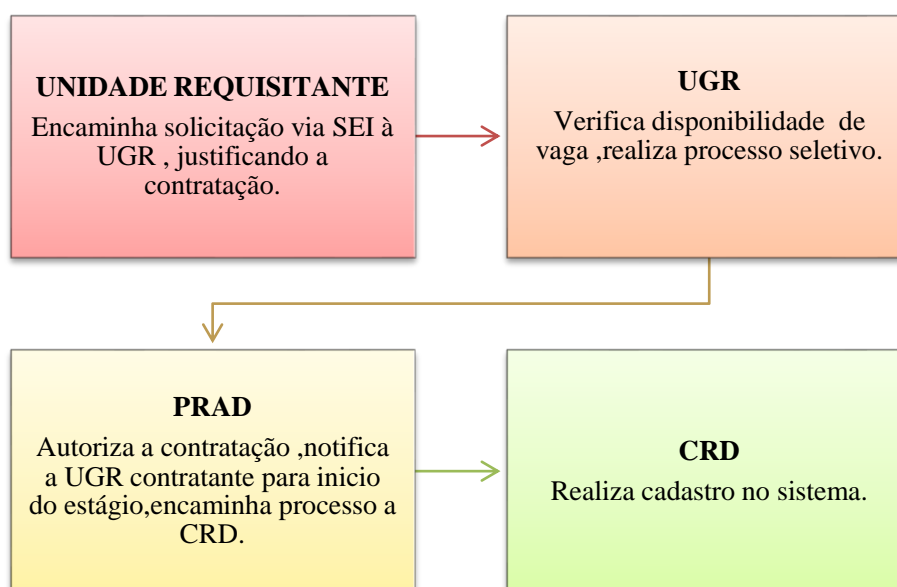 UNIDADE REQUISITANTE
Encaminha solicitação via SEI à
UGR , justificando a
contratação.
UGR
Verifica disponibilidade de
vaga ,realiza processo seletivo.
PRAD
Autoriza a contratação ,notifica
a UGR contratante para inicio
do estágio,encaminha processo a
CRD.
CRD
Realiza cadastro no sistema.